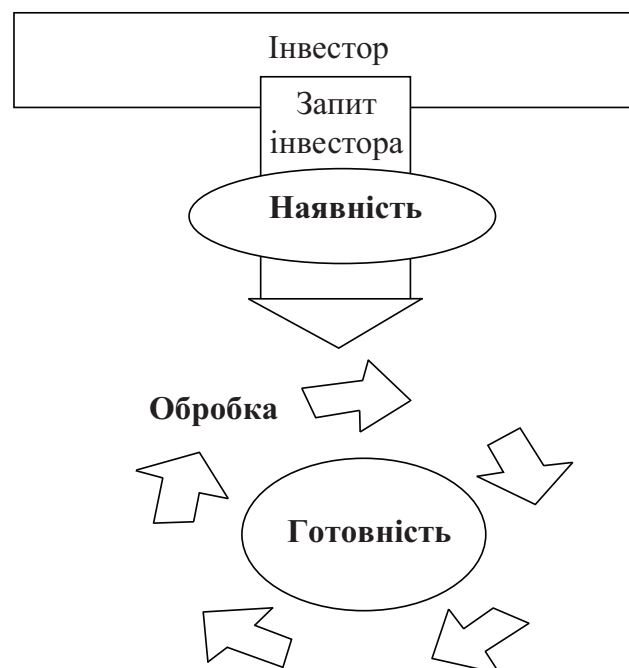 Інвестор
Запит
інвестора
Наявність
Обробка
Готовність